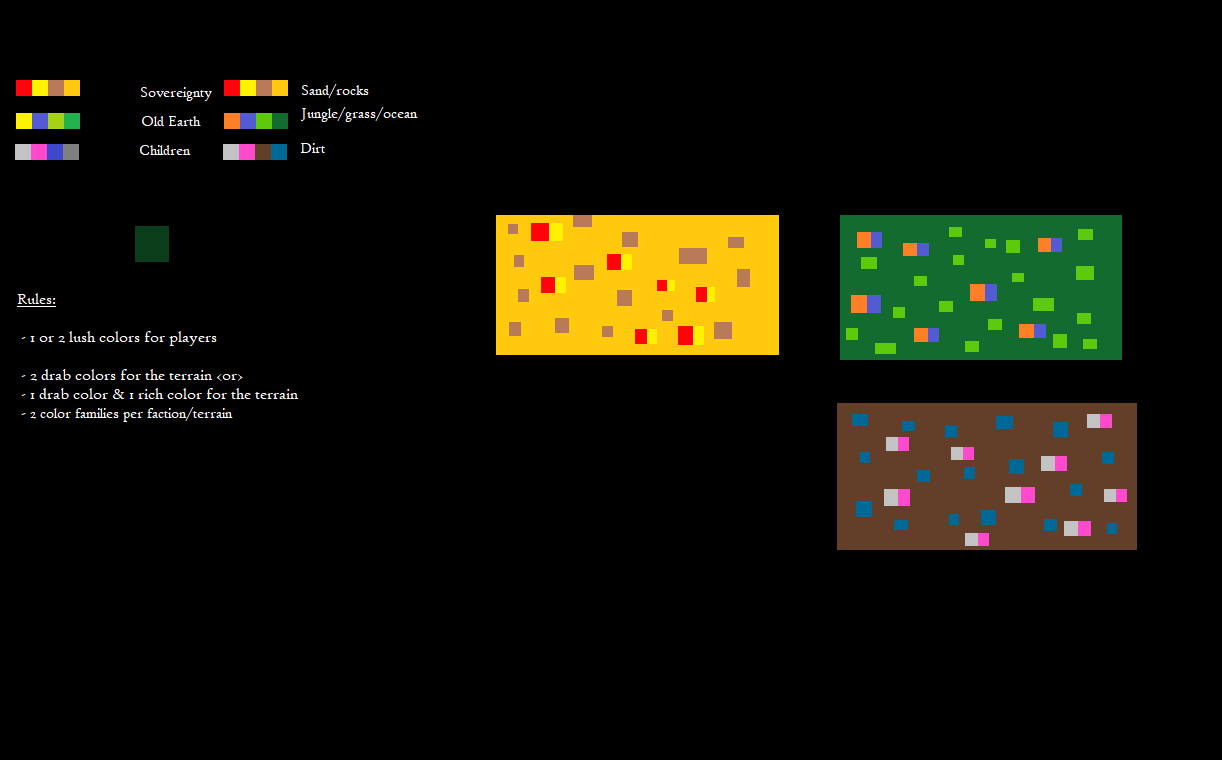 Sovereignty
Sand/rocks
Old Earth
Jungle/grass/ocean
Children
Dirt
Rules:
- 1 or 2 lush colors for players
- 2 drab colors for the terrain <or>
- 1 drab color & 1 rich color for the terrain
- 2 color families per faction/terrain